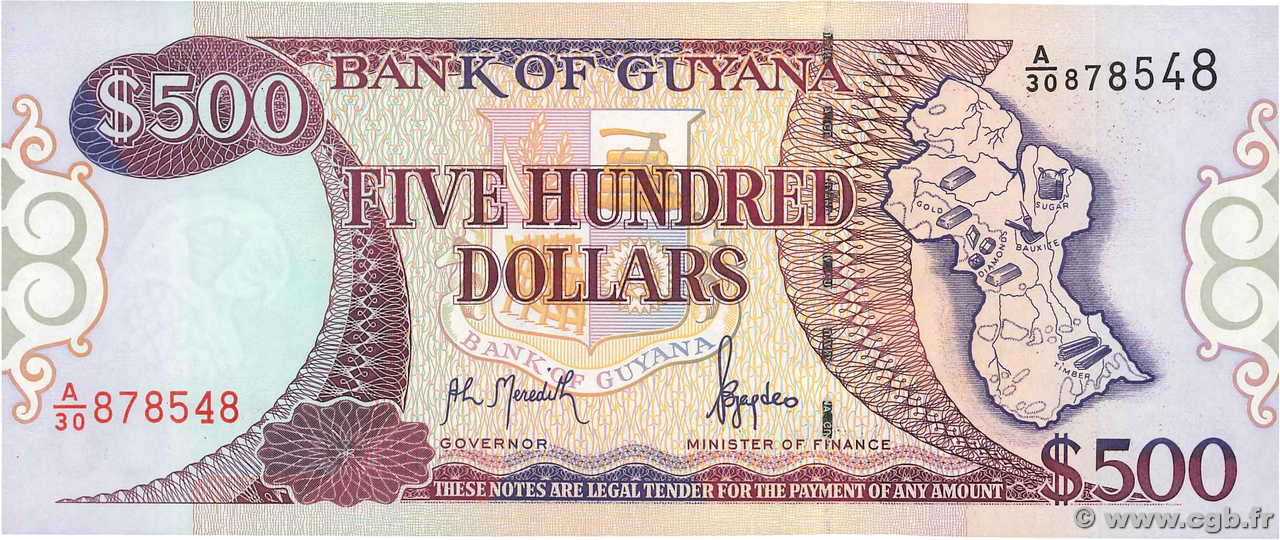 $500
BANK OF GUYANA
A/30 878548
FIVE HUNDRED
DOLLARS
GOLD
SUGAR
BAUXITE
DIAMONDS
TIMBER
BANK OF GUYANA
A/30 878548
A h Meredith
GOVERNOR
MINISTER OF FINANCE
THESE NOTES ARE LEGAL TENDER FOR THE PAYMENT OF ANY AMOUNT
$500
© www.cgb.fr